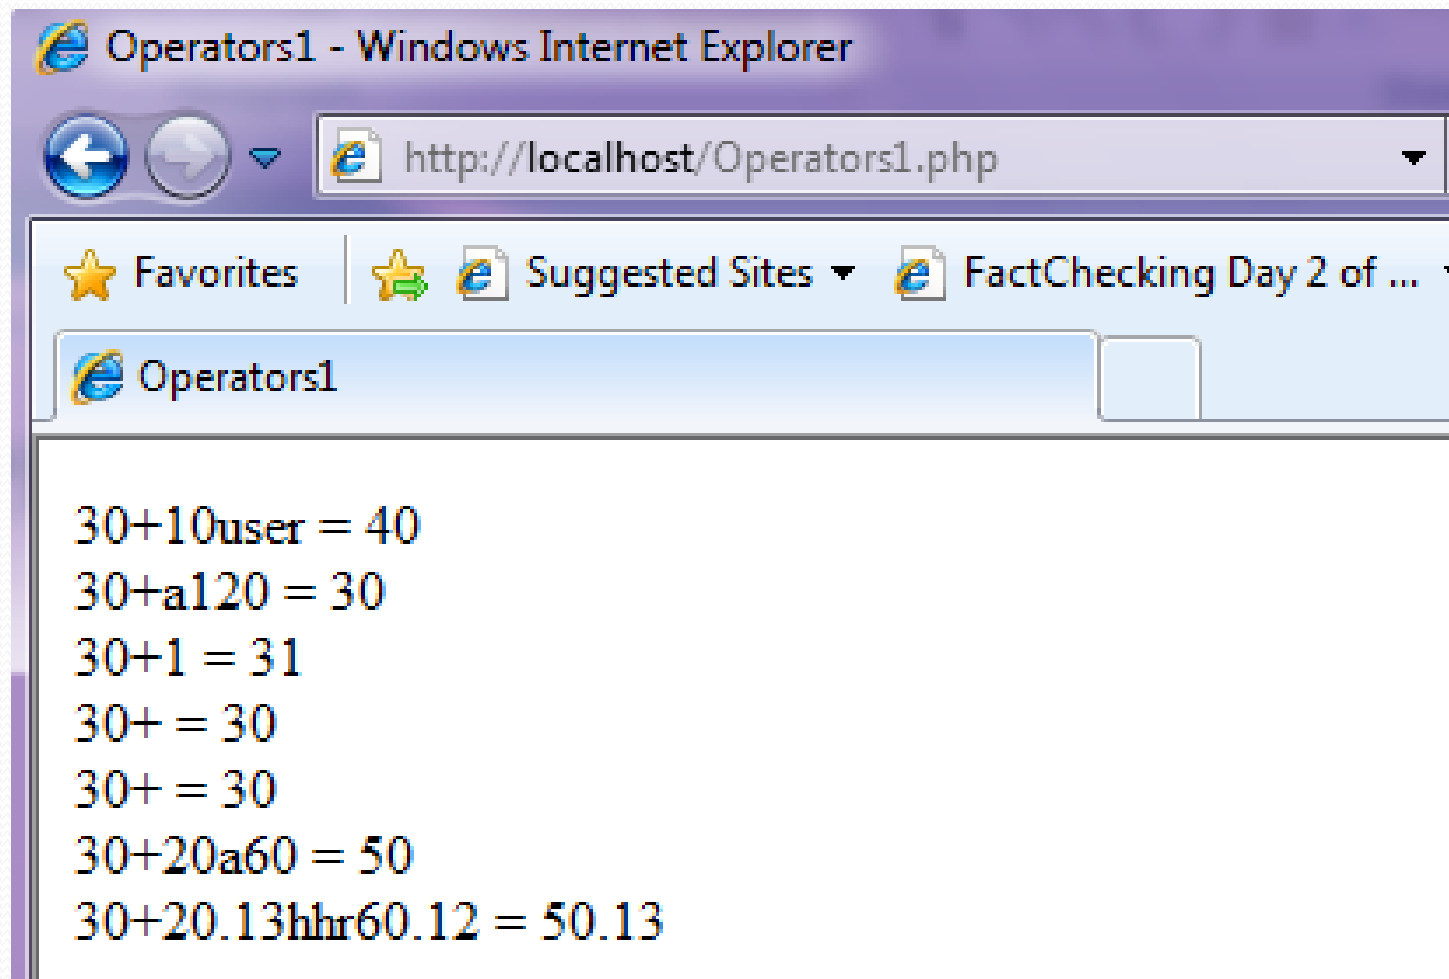 Operators1 - Windows Internet Explorer
http://localhost/Operators1.php
Favorites Suggested Sites FactChecking Day 2 of ...
Operators1
30+10user = 40
30+a120 = 30
30+1 = 31
30+ = 30
30+ = 30
30+20a60 = 50
30+20.13hhr60.12 = 50.13